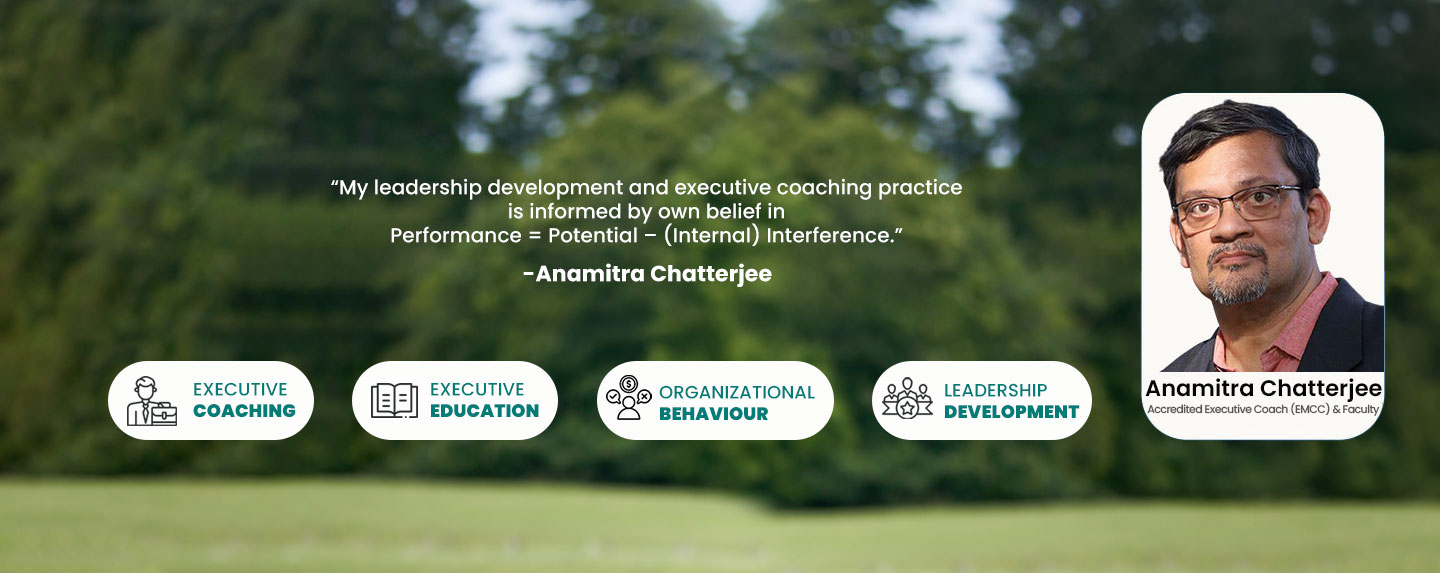 “My leadership development and executive coaching practice
is informed by own belief in
Performance = Potential – (Internal) Interference.”
-Anamitra Chatterjee
EXECUTIVE
COACHING
EXECUTIVE
EDUCATION
ORGANIZATIONAL
BEHAVIOUR
LEADERSHIP
DEVELOPMENT
Anamitra Chatterjee
Accredited Executive Coach (EMCC) & Faculty